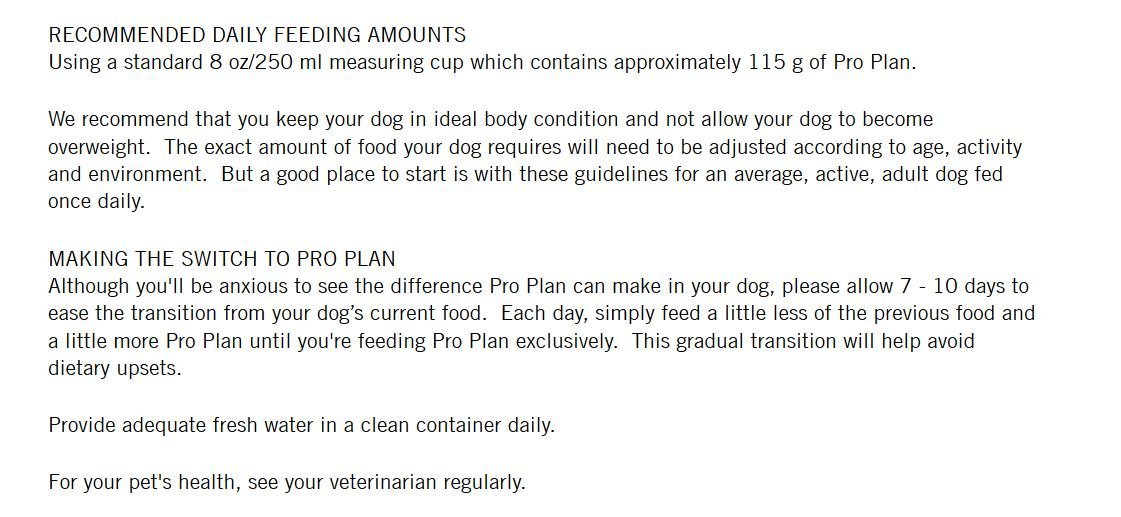 RECOMMENDED DAILY FEEDING AMOUNTS
Using a standard 8 oz/250 ml measuring cup which contains approximately 115 g of Pro Plan.
We recommend that you keep your dog in ideal body condition and not allow your dog to become
overweight.  The exact amount of food your dog requires will need to be adjusted according to age, activity
and environment.  But a good place to start is with these guidelines for an average, active, adult dog fed
once daily.
MAKING THE SWITCH TO PRO PLAN
Although you'll be anxious to see the difference Pro Plan can make in your dog, please allow 7 - 10 days to
ease the transition from your dog’s current food.  Each day, simply feed a little less of the previous food and
a little more Pro Plan until you're feeding Pro Plan exclusively.  This gradual transition will help avoid
dietary upsets.
Provide adequate fresh water in a clean container daily.
For your pet's health, see your veterinarian regularly.